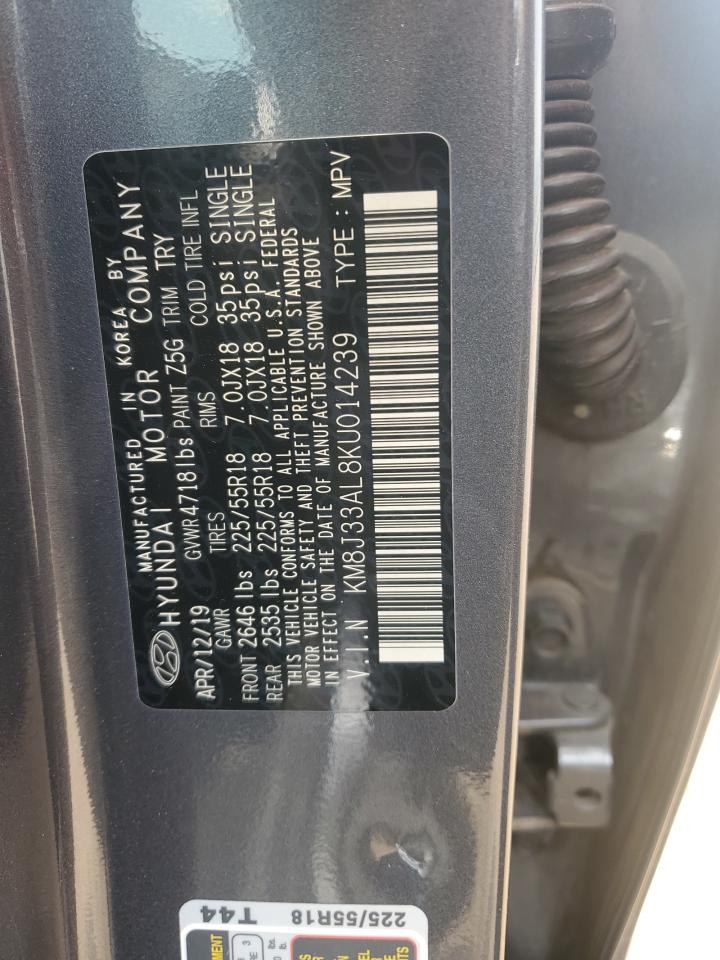 MANUFACTURED IN KOREA BY
HYUNDAI MOTOR COMPANY
APR/12/19 GVWR4718lbs PAINT Z5G TRIM TRY
GAWR TIRES RIMS COLD TIRE INFL
FRONT 2646 lbs 225/55R18 7.0JX18 35psi SINGLE
REAR 2535 lbs 225/55R18 7.0JX18 35psi SINGLE
THIS VEHICLE CONFORMS TO ALL APPLICABLE U.S.A. FEDERAL
MOTOR VEHICLE SAFETY AND THEFT PREVENTION STANDARDS
IN EFFECT ON THE DATE OF MANUFACTURE SHOWN ABOVE
V.I.N KM8J33AL8KU014239 TYPE : MPV
T44
225/55R18